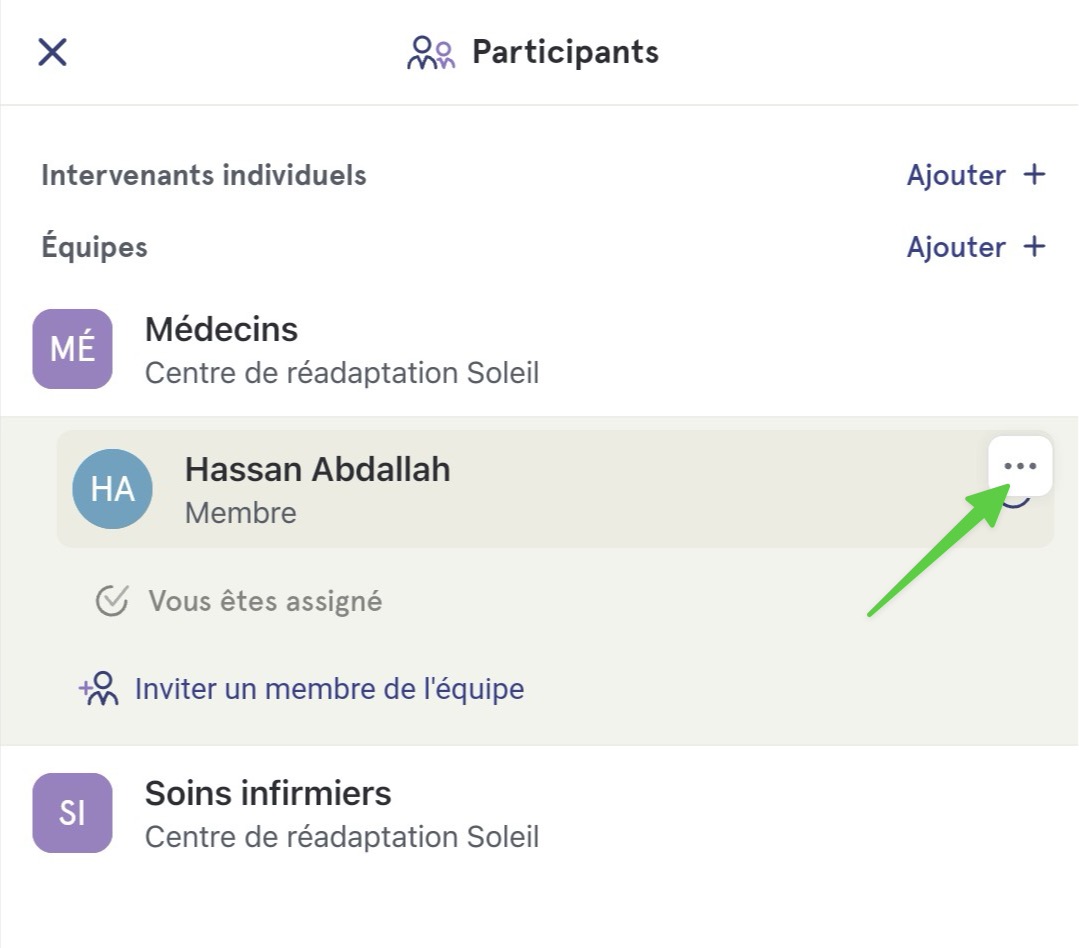 Participants
Intervenants individuels
Ajouter +
Équipes
Ajouter +
MÉ
Médecins
Centre de réadaptation Soleil
HA
Hassan Abdallah
Membre
Vous êtes assigné
Inviter un membre de l'équipe
SI
Soins infirmiers
Centre de réadaptation Soleil